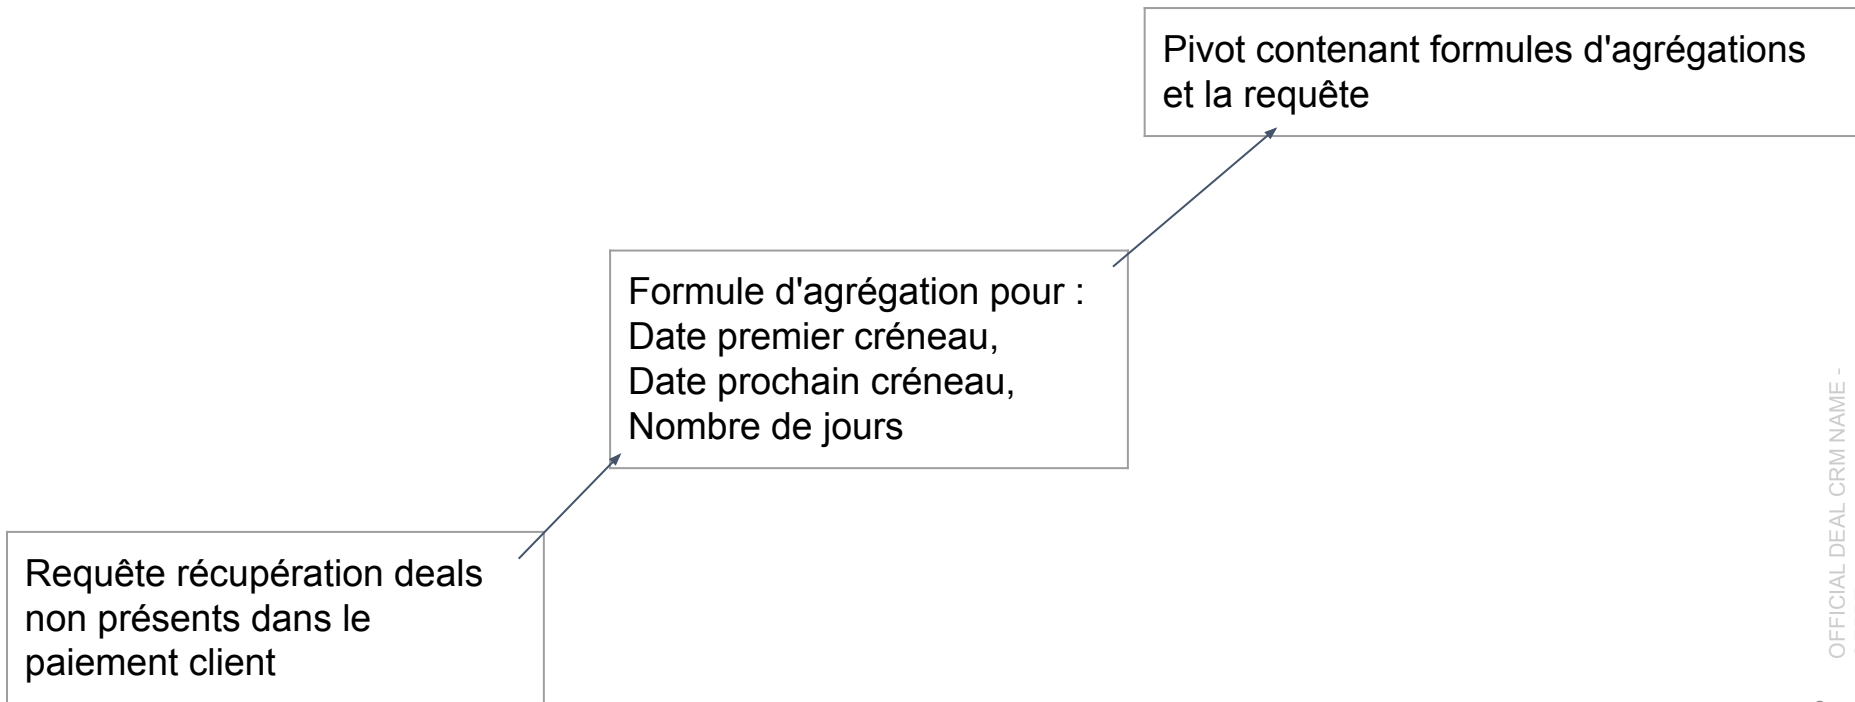 Pivot contenant formules d'agrégations
et la requête
Formule d'agrégation pour :
Date premier créneau,
Date prochain créneau,
Nombre de jours
Requête récupération deals
non présents dans le
paiement client
OFFICIAL DEAL CRM NAME -